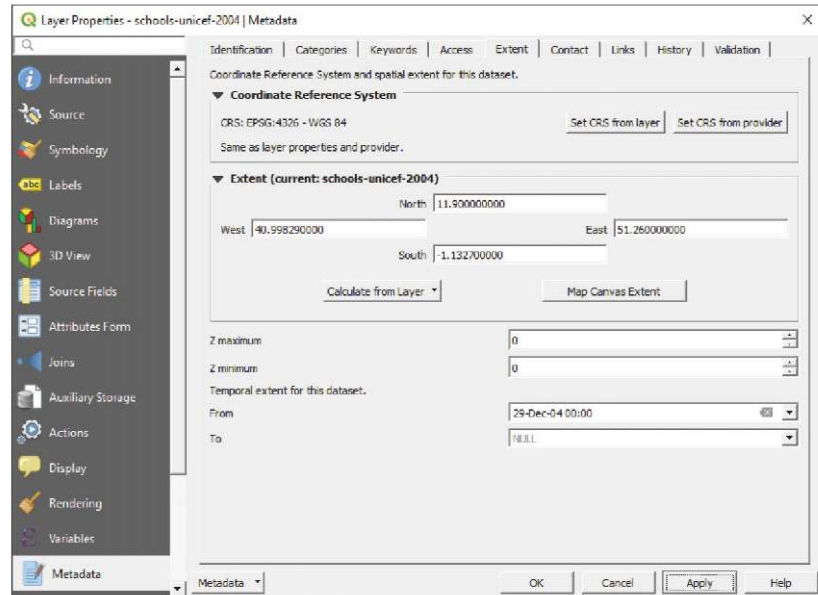 Layer Properties - schools-unicef-2004 | Metadata
Identification | Categories | Keywords | Access | Extent | Contact | Links | History | Validation |
Coordinate Reference System and spatial extent for this dataset.
Coordinate Reference System
CRS: EPSG:4326 - WGS 84
Set CRS from layer
Set CRS from provider
Same as layer properties and provider.
Extent (current: schools-unicef-2004)
North 11.900000000
West 40.998290000
East 51.260000000
South -1.132700000
Calculate from Layer
Map Canvas Extent
Z maximum 0
Z minimum 0
Temporal extent for this dataset.
From 29-Dec-04 00:00
To NULL
Information
Source
Symbology
abc Labels
Diagrams
3D View
Source Fields
Attributes Form
Joins
Auxiliary Storage
Actions
Display
Rendering
Variables
Metadata
Metadata
OK
Cancel
Apply
Help